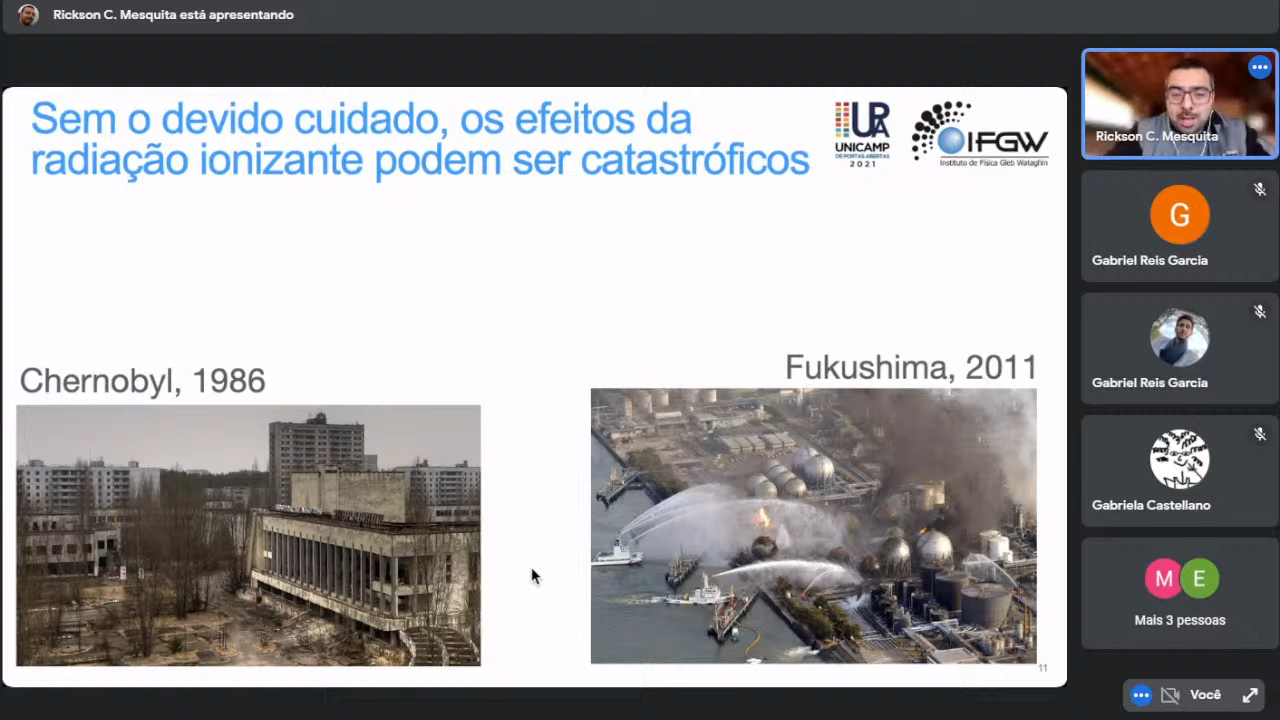 Rickson C. Mesquita está apresentando
Sem o devido cuidado, os efeitos da
radiação ionizante podem ser catastróficos
UPA
UNICAMP
DE PORTAS ABERTAS
2021
IFGW
Instituto de Física Gleb Wataghin
Chernobyl, 1986
Fukushima, 2011
11
Rickson C. Mesquita
G
Gabriel Reis Garcia
Gabriel Reis Garcia
Gabriela Castellano
M
E
Mais 3 pessoas
Você